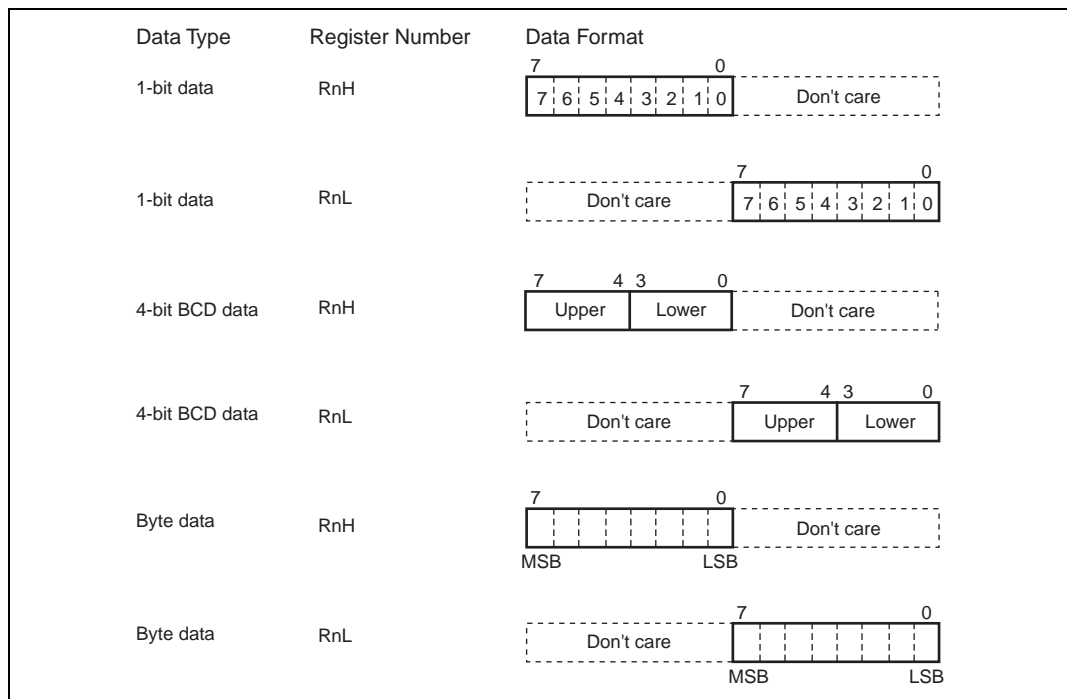 Data Type Register Number Data Format
7 0
1-bit data RnH 7 6 5 4 3 2 1 0 Don't care
7 0
1-bit data RnL Don't care 7 6 5 4 3 2 1 0
7 4 3 0
4-bit BCD data RnH Upper Lower Don't care
7 4 3 0
4-bit BCD data RnL Don't care Upper Lower
7 0
Byte data RnH Don't care
MSB LSB
7 0
Byte data RnL Don't care
MSB LSB